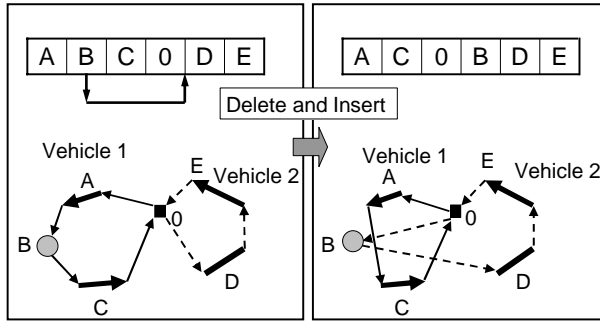 A B C 0 D E
Vehicle 1
A
E
Vehicle 2
0
B
D
C
Delete and Insert
A C 0 B D E
Vehicle 1
E
A
Vehicle 2
0
B
D
C